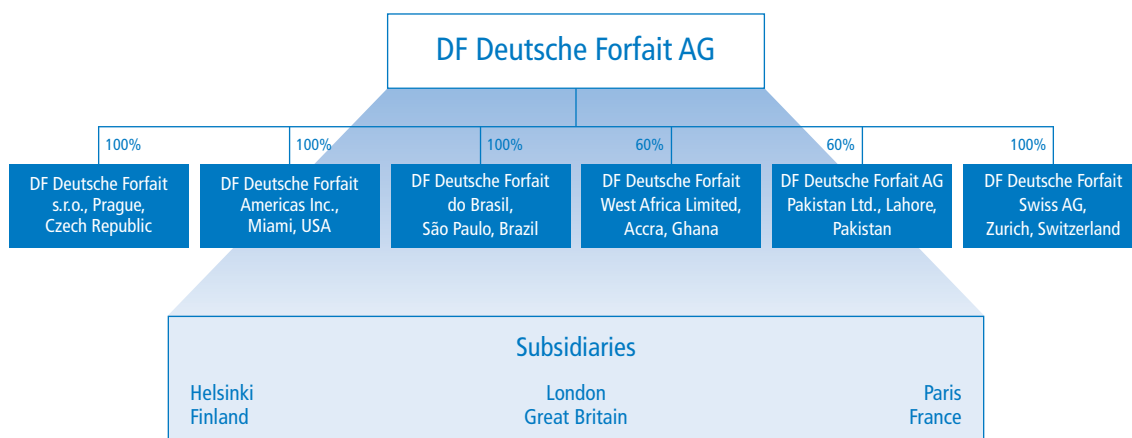 DF Deutsche Forfait AG
100%
100%
100%
60%
60%
100%
DF Deutsche Forfait
s.r.o., Prague,
Czech Republic
DF Deutsche Forfait
Americas Inc.,
Miami, USA
DF Deutsche Forfait
do Brasil,
São Paulo, Brazil
DF Deutsche Forfait
West Africa Limited,
Accra, Ghana
DF Deutsche Forfait AG
Pakistan Ltd., Lahore,
Pakistan
DF Deutsche Forfait
Swiss AG,
Zurich, Switzerland
Subsidiaries
Helsinki
Finland
London
Great Britain
Paris
France